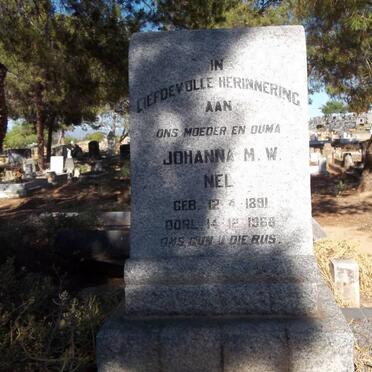 IN
LIEFDEVOLLE HERINNERING
AAN
ONS MOEDER EN OUMA
JOHANNA M. W.
NEL
GEB. 12-4-1891
OORL. 14-12-1968
ONS GUN U DIE RUS.